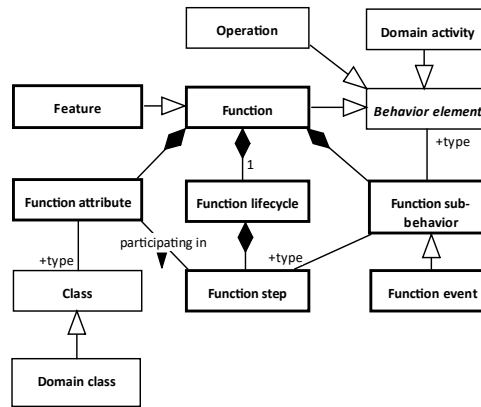 Operation
Domain activity
Feature
Function
Behavior element
+type
1
Function attribute
Function lifecycle
Function sub-
behavior
participating in
+type
+type
Class
Function step
Function event
Domain class